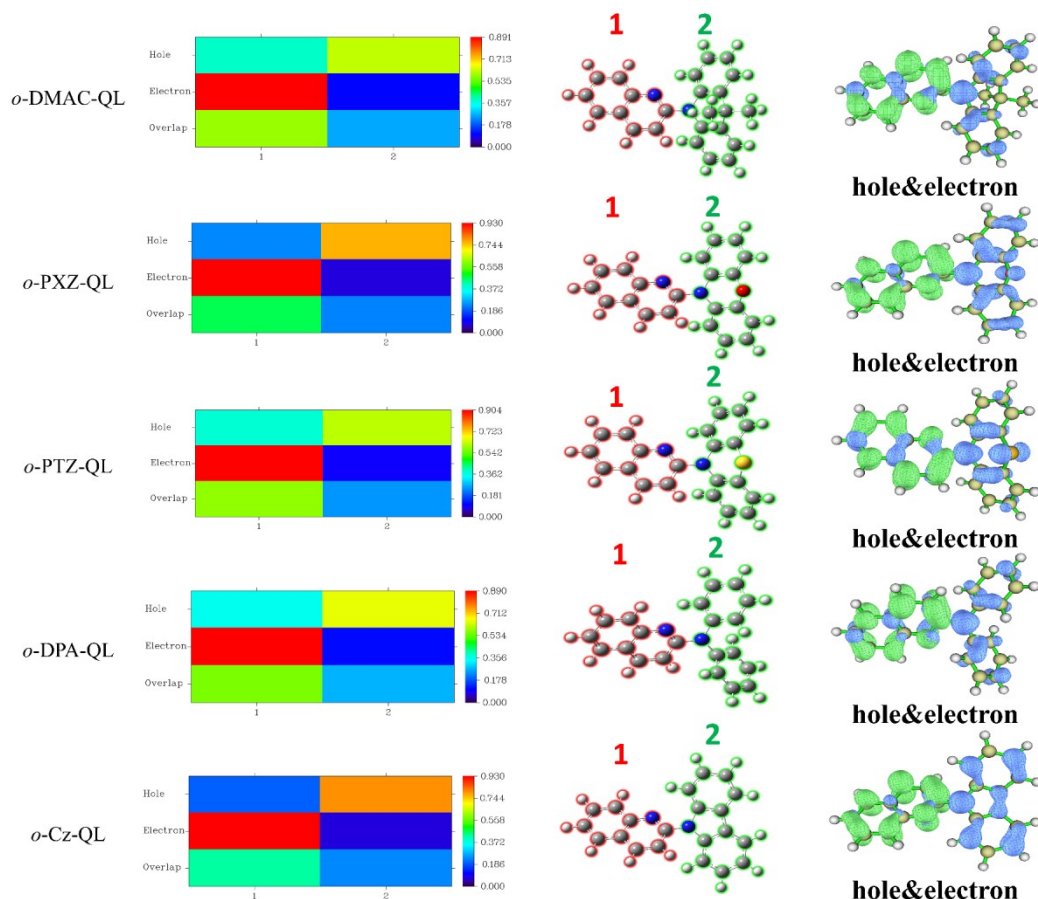 1 2
0.891
Hole
0.713
0.535
o-DMAC-QL
Electron
0.357
Overlap
0.178
0.000
1 2
hole&electron
1 2
0.930
Hole
0.744
0.558
o-PXZ-QL
Electron
0.372
Overlap
0.186
0.000
1 2
hole&electron
1 2
0.904
Hole
0.723
0.542
o-PTZ-QL
Electron
0.361
Overlap
0.181
0.000
1 2
hole&electron
1 2
0.890
Hole
0.712
0.534
o-DPA-QL
Electron
0.356
Overlap
0.178
0.000
1 2
hole&electron
1 2
0.930
Hole
0.744
0.558
o-Cz-QL
Electron
0.372
Overlap
0.186
0.000
1 2
hole&electron